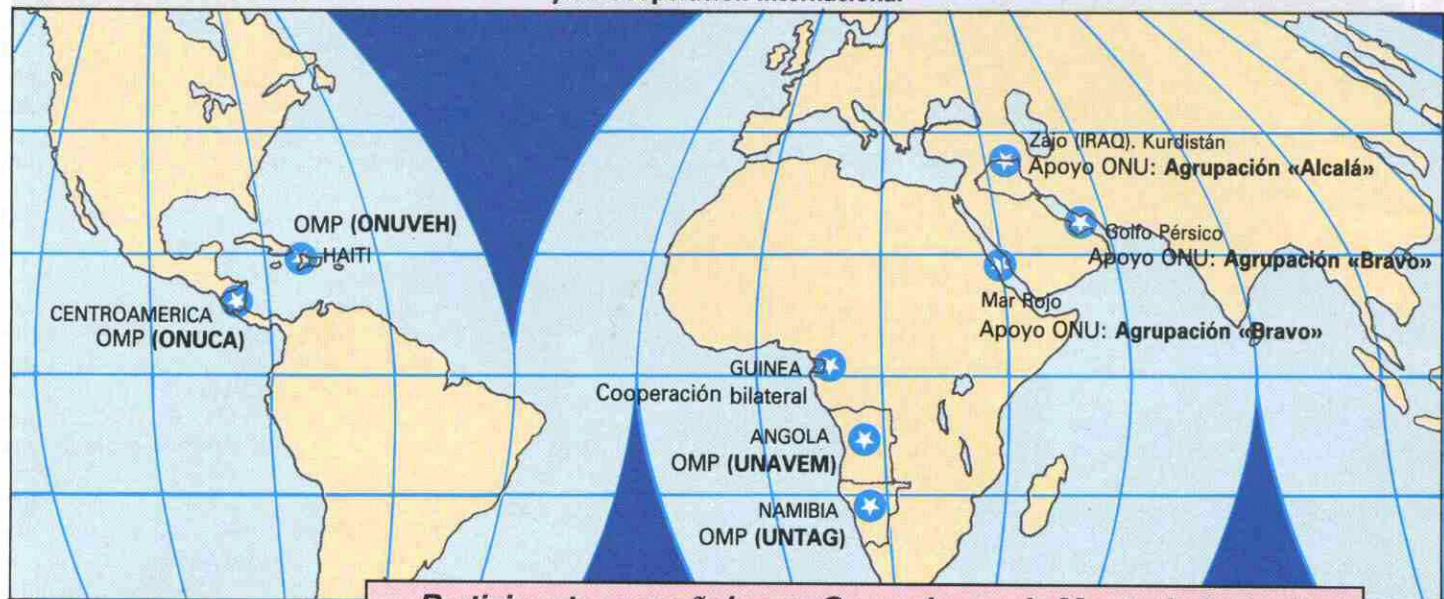 OMP (ONUVEH)
HAITI
CENTROAMERICA
OMP (ONUCA)
Zajo (IRAQ). Kurdistán
Apoyo ONU: Agrupación «Alcalá»
Golfo Pérsico
Apoyo ONU: Agrupación «Bravo»
Mar Rojo
Apoyo ONU: Agrupación «Bravo»
GUINEA
Cooperación bilateral
ANGOLA
OMP (UNAVEM)
NAMIBIA
OMP (UNTAG)